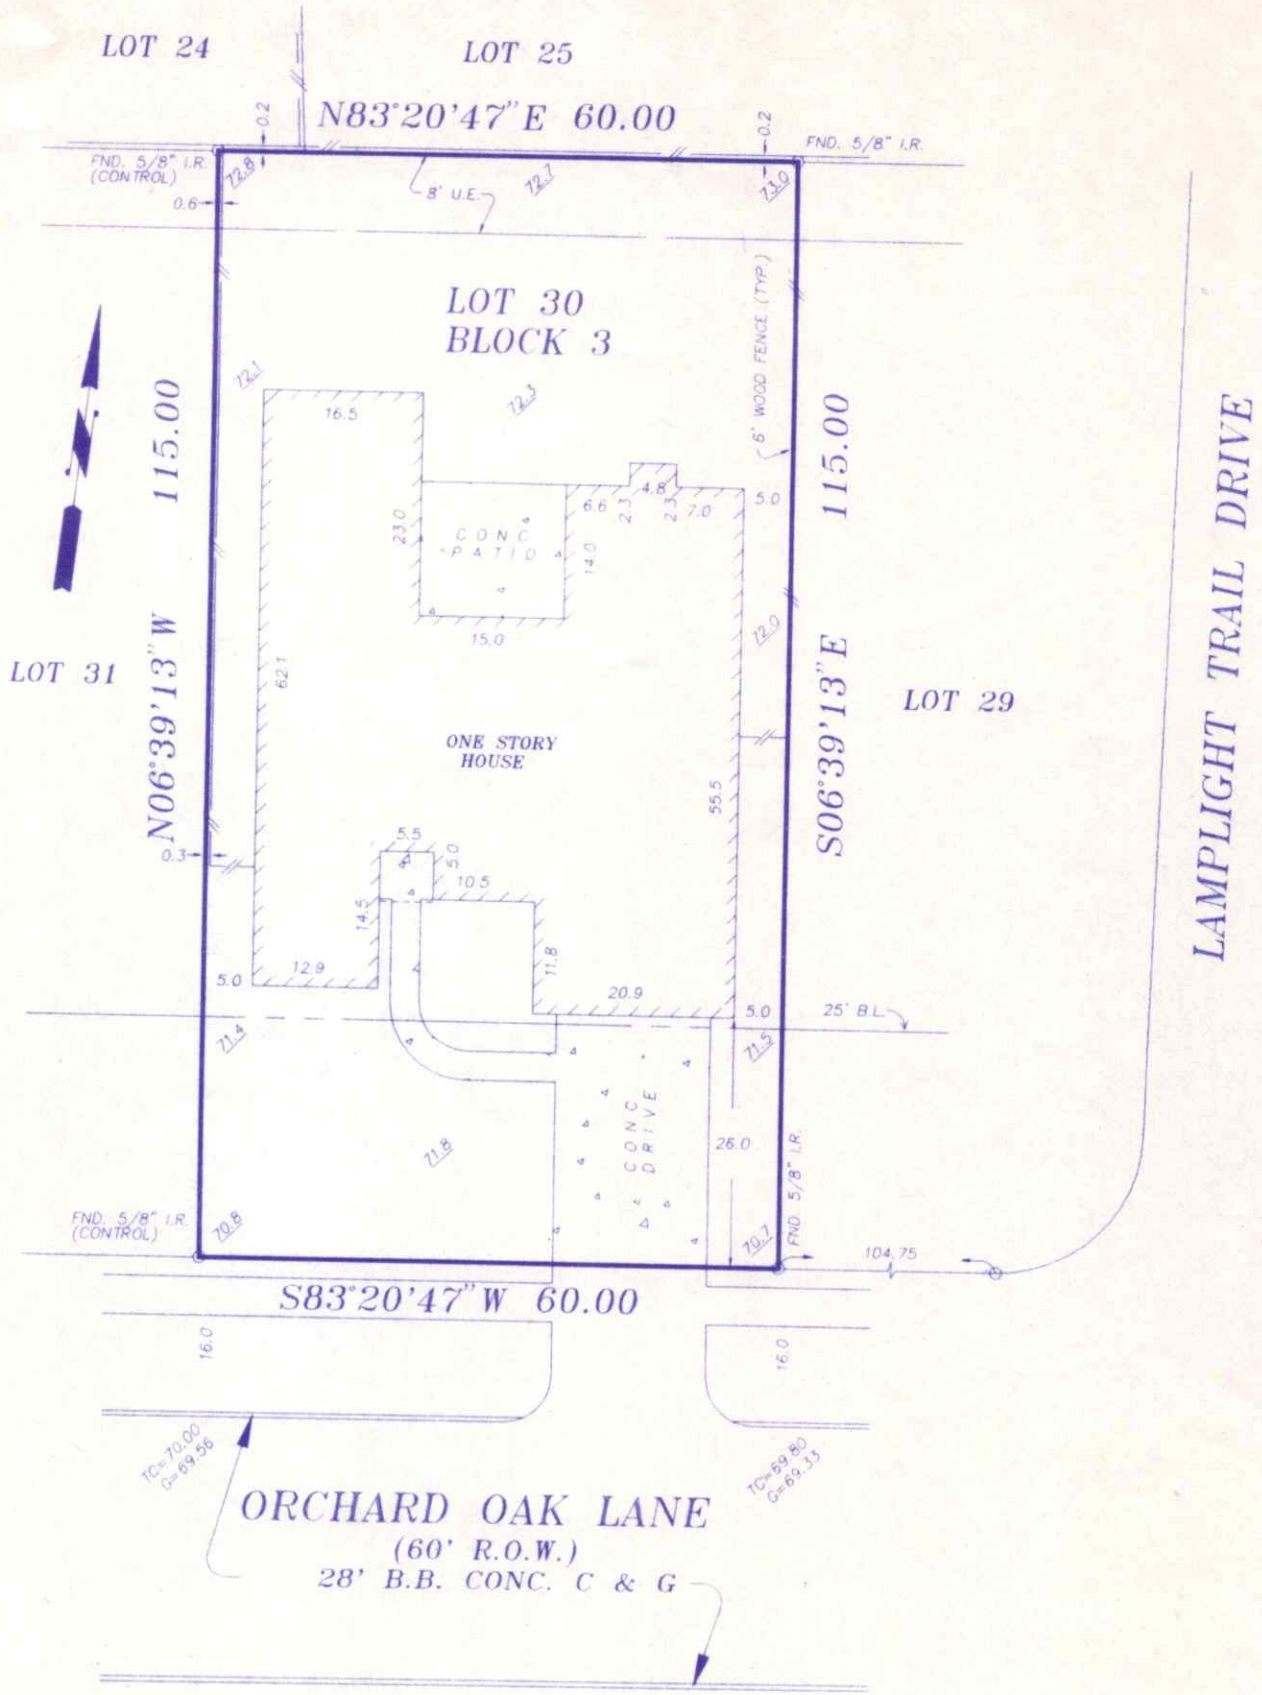 LOT 24
LOT 25
0.2
N83°20'47"E 60.00
0.2
FND. 5/8" I.R.
(CONTROL)
FND. 5/8" I.R.
72.8
72.7
73.0
8' U.E.
0.6
6' WOOD FENCE (TYP.)
LOT 30
BLOCK 3
72.1
72.3
16.5
115.00
115.00
23.0
CONC
PATIO
14.0
15.0
6.6
2.3
4.8
2.3
7.0
5.0
72.0
LOT 31
N06°39'13"W
62.1
ONE STORY
HOUSE
55.5
S06°39'13"E
LOT 29
LAMPLIGHT TRAIL DRIVE
0.3
5.5
5.0
10.5
14.5
11.8
5.0
12.9
20.9
5.0
25' B.L.
71.4
71.5
CONC
DRIVE
26.0
71.8
FND. 5/8" I.R.
(CONTROL)
70.8
70.7
FND. 5/8" I.R.
104.75
S83°20'47"W 60.00
16.0
16.0
TC=70.00
G=69.56
TC=69.80
G=69.33
ORCHARD OAK LANE
(60' R.O.W.)
28' B.B. CONC. C & G